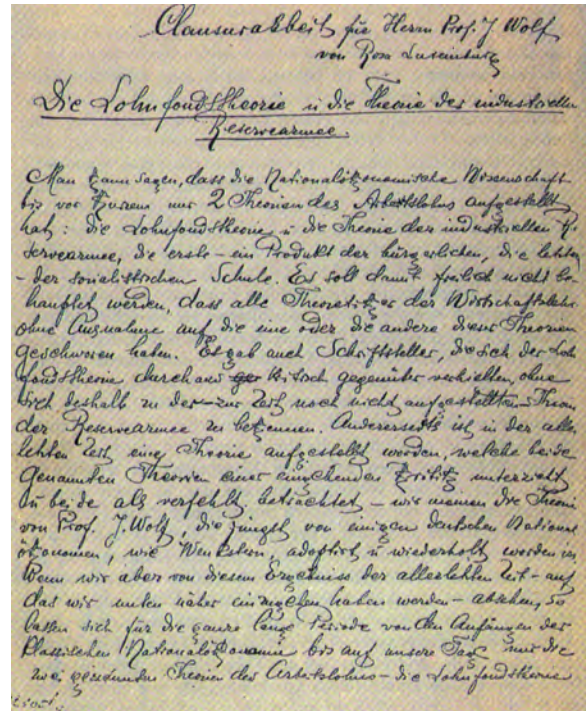 Clausurarbeit für Herrn Prof. J Wolf
von Rosa Luxemburg
Die Lohnfondstheorie u die Theorie der industriellen
Reservearmee.
Man kann sagen, dass die Nationalökonomische Wissenschaft
bis vor Kurzem nur 2 Theorien des Arbeitslohns aufgestellt
hat: die Lohnfondstheorie u die Theorie der industriellen Re
servearmee, die erste – ein Produkt der bürgerlichen, die letzte
– der sozialistischen Schule. Es soll damit freilich nicht be
hauptet werden, dass alle Theoretiker der Wirtschaftslehre
ohne Ausnahme auf die eine oder die andere dieser Theorien
geschworen haben. Es gab auch Schriftsteller, die sich der Loh
fondstheorie durchaus kritisch gegenüber verhielten, ohne
sich deshalb zu der – zur Zeit noch nicht aufgestellten – Theorie
der Reservearmee zu bekennen. Andererseits ist in der aller
letzten Zeit eine Theorie aufgestellt worden, welche beide
genannten Theorien einer eingehenden Kritik unterzieht
u beide als verfehlt betrachtet – wir meinen die Theorie
von Prof. J. Wolf, die jüngst von einigen deutschen National
ökonomen, wie Wenkstern, adoptirt u wiederholt worden ist.
Wenn wir aber von diesem Ergebniss der allerletzten Zeit – auf
das wir unten näher einzugehen haben werden – absehen, so
lassen sich für die ganze lange Periode von den Anfängen der
klassischen Nationalökonomie bis auf unsere Tage nur die
zwei genannten Theorien des Arbeitslohns – die Lohnfondstheorie